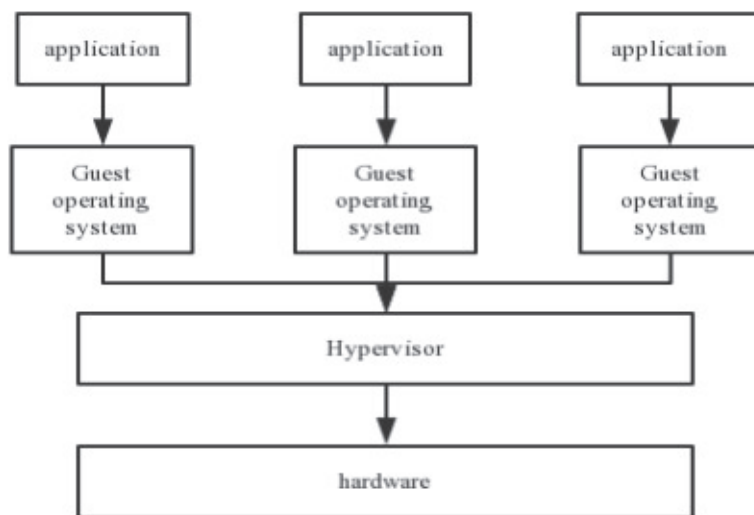 application
application
application
Guest
operating
system
Guest
operating
system
Guest
operating
system
Hypervisor
hardware